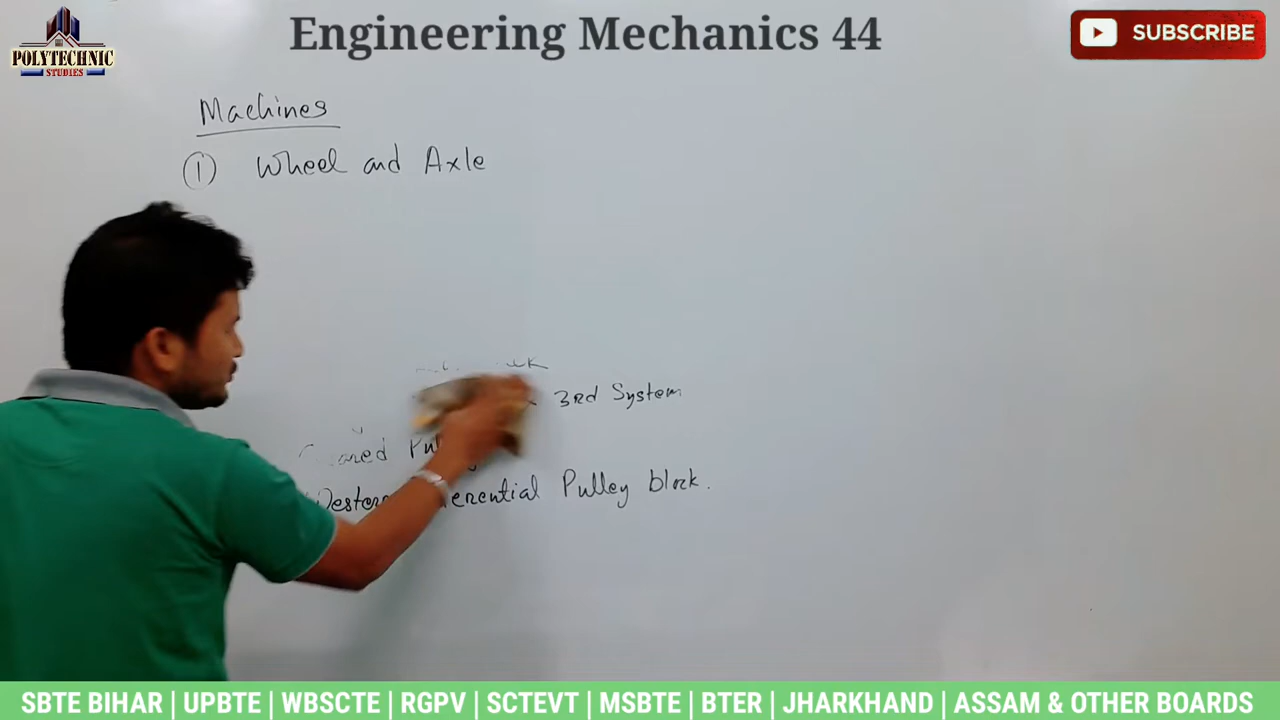 Engineering Mechanics 44
SUBSCRIBE
POLYTECHNIC
STUDIES
Machines
① Wheel and Axle
3rd System
Pulley block.
SBTE BIHAR | UPBTE | WBSCTE | RGPV | SCTEVT | MSBTE | BTER | JHARKHAND | ASSAM & OTHER BOARDS